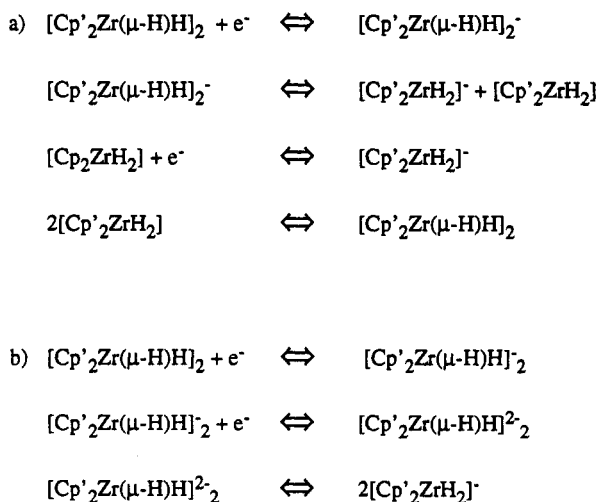 a) [Cp'₂Zr(μ-H)H]₂ + e⁻ ⇔ [Cp'₂Zr(μ-H)H]₂⁻
[Cp'₂Zr(μ-H)H]₂⁻ ⇔ [Cp'₂ZrH₂]⁻ + [Cp'₂ZrH₂]
[Cp₂ZrH₂] + e⁻ ⇔ [Cp'₂ZrH₂]⁻
2[Cp'₂ZrH₂] ⇔ [Cp'₂Zr(μ-H)H]₂
b) [Cp'₂Zr(μ-H)H]₂ + e⁻ ⇔ [Cp'₂Zr(μ-H)H]⁻₂
[Cp'₂Zr(μ-H)H]⁻₂ + e⁻ ⇔ [Cp'₂Zr(μ-H)H]²⁻₂
[Cp'₂Zr(μ-H)H]²⁻₂ ⇔ 2[Cp'₂ZrH₂]⁻